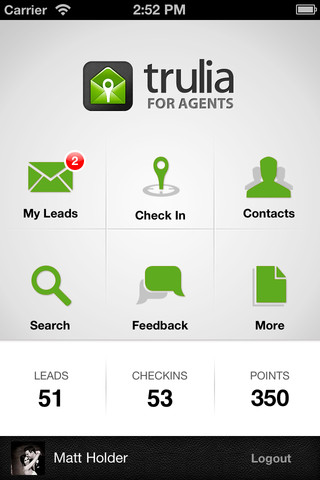 Carrier 2:52 PM
trulia
FOR AGENTS
2
My Leads Check In Contacts
Search Feedback More
LEADS CHECKINS POINTS
51 53 350
Matt Holder Logout